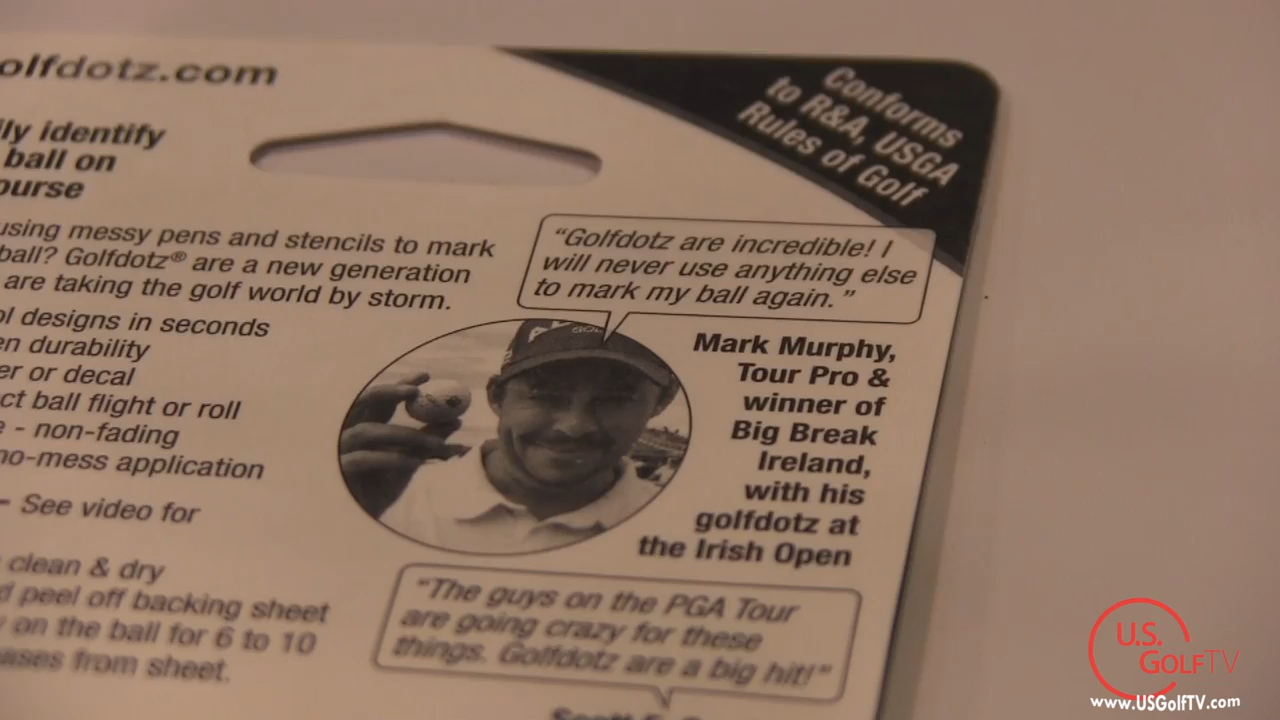 olfdotz.com
Conforms
to R&A, USGA
Rules of Golf
ly identify
ball on
ourse
using messy pens and stencils to mark
ball? Golfdotz® are a new generation
are taking the golf world by storm.
ol designs in seconds
en durability
er or decal
ct ball flight or roll
e - non-fading
no-mess application
- See video for
clean & dry
d peel off backing sheet
y on the ball for 6 to 10
eases from sheet.
"Golfdotz are incredible! I
will never use anything else
to mark my ball again."
GOL
Mark Murphy,
Tour Pro &
winner of
Big Break
Ireland,
with his
golfdotz at
the Irish Open
"The guys on the PGA Tour
are going crazy for these
things. Golfdotz are a big hit!"
U.S.
GOLFTV
www.USGolfTV.com